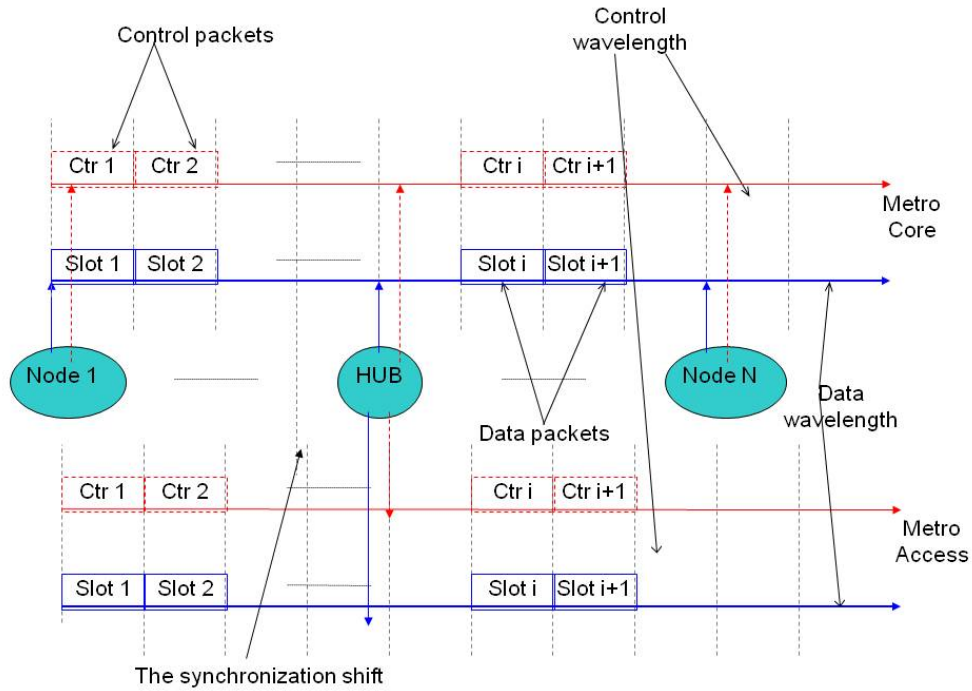 Control packets
Control
wavelength
Ctr 1
Ctr 2
Ctr i
Ctr i+1
Metro
Core
Slot 1
Slot 2
Slot i
Slot i+1
Node 1
HUB
Node N
Data packets
Data
wavelength
Ctr 1
Ctr 2
Ctr i
Ctr i+1
Metro
Access
Slot 1
Slot 2
Slot i
Slot i+1
The synchronization shift